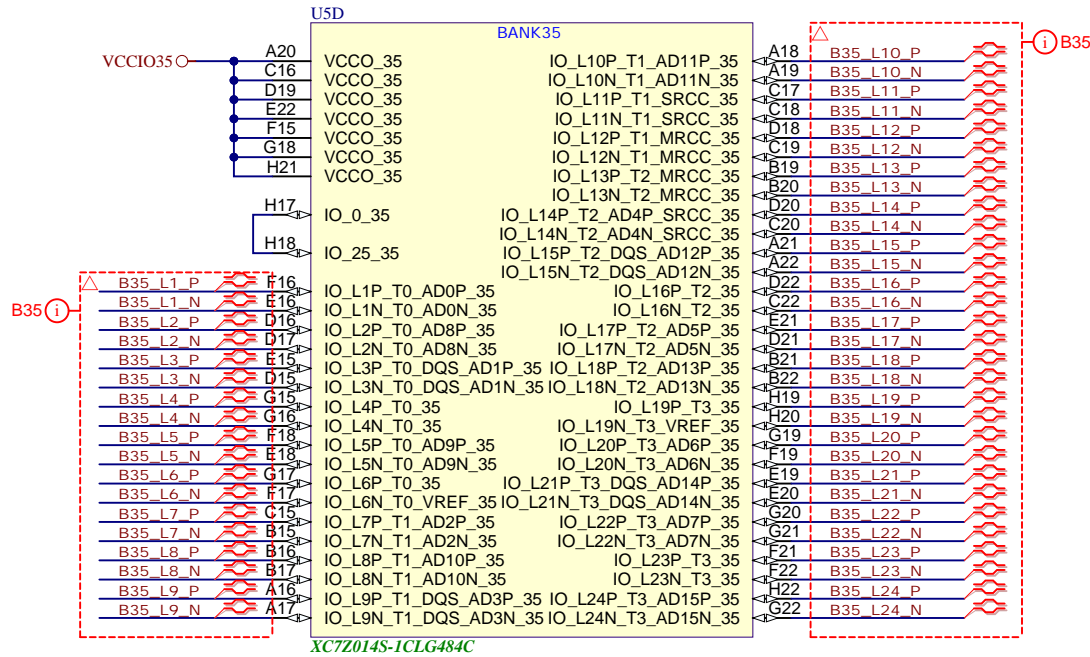 U5D
BANK35
VCCIO35 A20 VCCO_35 IO_L10P_T1_AD11P_35 A18 B35_L10_P
C16 VCCO_35 IO_L10N_T1_AD11N_35 A19 B35_L10_N
D19 VCCO_35 IO_L11P_T1_SRCC_35 C17 B35_L11_P
E22 VCCO_35 IO_L11N_T1_SRCC_35 C18 B35_L11_N
F15 VCCO_35 IO_L12P_T1_MRCC_35 D18 B35_L12_P
G18 VCCO_35 IO_L12N_T1_MRCC_35 C19 B35_L12_N
H21 VCCO_35 IO_L13P_T2_MRCC_35 B19 B35_L13_P
IO_L13N_T2_MRCC_35 B20 B35_L13_N
H17 IO_0_35 IO_L14P_T2_AD4P_SRCC_35 D20 B35_L14_P
IO_L14N_T2_AD4N_SRCC_35 C20 B35_L14_N
H18 IO_25_35 IO_L15P_T2_DQS_AD12P_35 A21 B35_L15_P
IO_L15N_T2_DQS_AD12N_35 A22 B35_L15_N
B35_L1_P F16 IO_L1P_T0_AD0P_35 IO_L16P_T2_35 D22 B35_L16_P
B35_L1_N E16 IO_L1N_T0_AD0N_35 IO_L16N_T2_35 C22 B35_L16_N
B35_L2_P D16 IO_L2P_T0_AD8P_35 IO_L17P_T2_AD5P_35 E21 B35_L17_P
B35_L2_N D17 IO_L2N_T0_AD8N_35 IO_L17N_T2_AD5N_35 D21 B35_L17_N
B35_L3_P E15 IO_L3P_T0_DQS_AD1P_35 IO_L18P_T2_AD13P_35 B21 B35_L18_P
B35_L3_N D15 IO_L3N_T0_DQS_AD1N_35 IO_L18N_T2_AD13N_35 B22 B35_L18_N
B35_L4_P G15 IO_L4P_T0_35 IO_L19P_T3_35 H19 B35_L19_P
B35_L4_N G16 IO_L4N_T0_35 IO_L19N_T3_VREF_35 H20 B35_L19_N
B35_L5_P F18 IO_L5P_T0_AD9P_35 IO_L20P_T3_AD6P_35 G19 B35_L20_P
B35_L5_N E18 IO_L5N_T0_AD9N_35 IO_L20N_T3_AD6N_35 F19 B35_L20_N
B35_L6_P G17 IO_L6P_T0_35 IO_L21P_T3_DQS_AD14P_35 E19 B35_L21_P
B35_L6_N F17 IO_L6N_T0_VREF_35 IO_L21N_T3_DQS_AD14N_35 E20 B35_L21_N
B35_L7_P C15 IO_L7P_T1_AD2P_35 IO_L22P_T3_AD7P_35 G20 B35_L22_P
B35_L7_N B15 IO_L7N_T1_AD2N_35 IO_L22N_T3_AD7N_35 G21 B35_L22_N
B35_L8_P B16 IO_L8P_T1_AD10P_35 IO_L23P_T3_35 F21 B35_L23_P
B35_L8_N B17 IO_L8N_T1_AD10N_35 IO_L23N_T3_35 F22 B35_L23_N
B35_L9_P A16 IO_L9P_T1_DQS_AD3P_35 IO_L24P_T3_AD15P_35 H22 B35_L24_P
B35_L9_N A17 IO_L9N_T1_DQS_AD3N_35 IO_L24N_T3_AD15N_35 G22 B35_L24_N
B35 i
i B35
XC7Z014S-1CLG484C